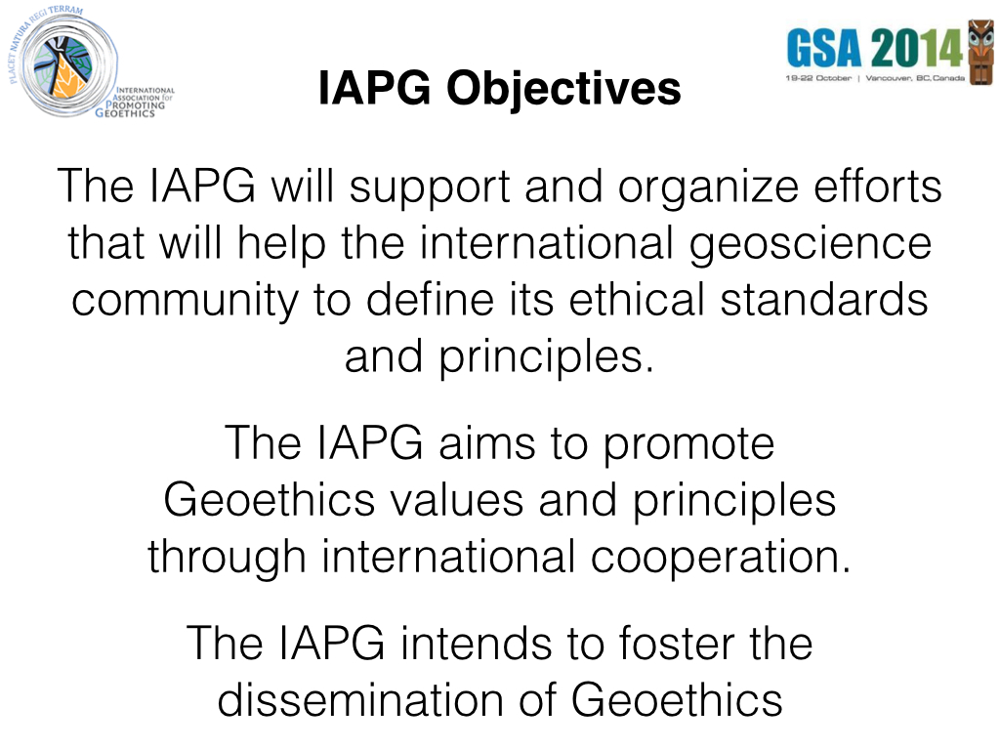 PLACET NATURA REGI TERRAM
INTERNATIONAL
ASSOCIATION for
PROMOTING
GEOETHICS
GSA 2014
19-22 October | Vancouver, BC, Canada
IAPG Objectives
The IAPG will support and organize efforts
that will help the international geoscience
community to define its ethical standards
and principles.
The IAPG aims to promote
Geoethics values and principles
through international cooperation.
The IAPG intends to foster the
dissemination of Geoethics